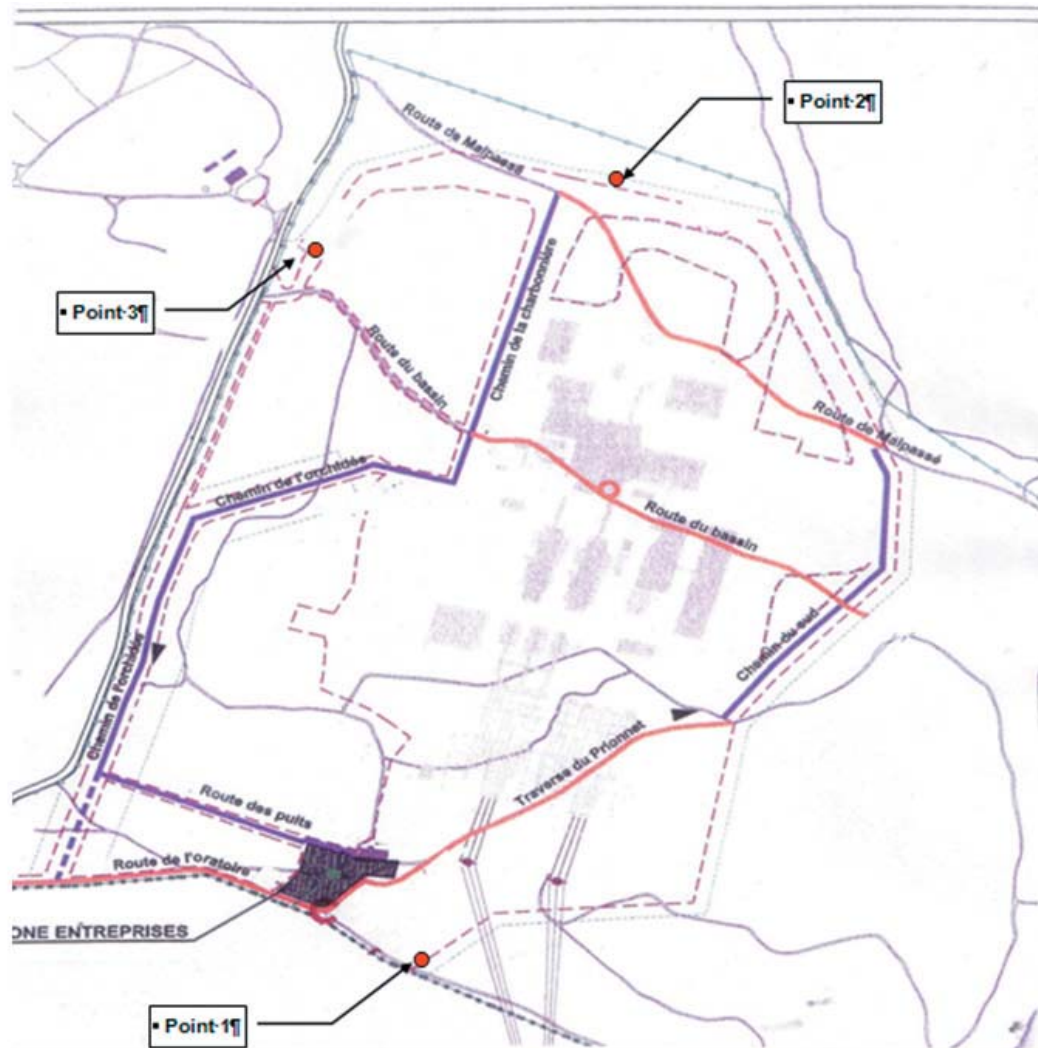 ▪ Point·2¶
Route de Malpassé
▪ Point·3¶
Chemin de la charbonnière
Route du bassin
Route de Malpassé
Chemin de l'orchidée
Route du bassin
Chemin du sud
Chemin de l'orchidée
Traverse du Prionnet
Route des puits
Route de l'oratoire
ONE ENTREPRISES
▪ Point·1¶